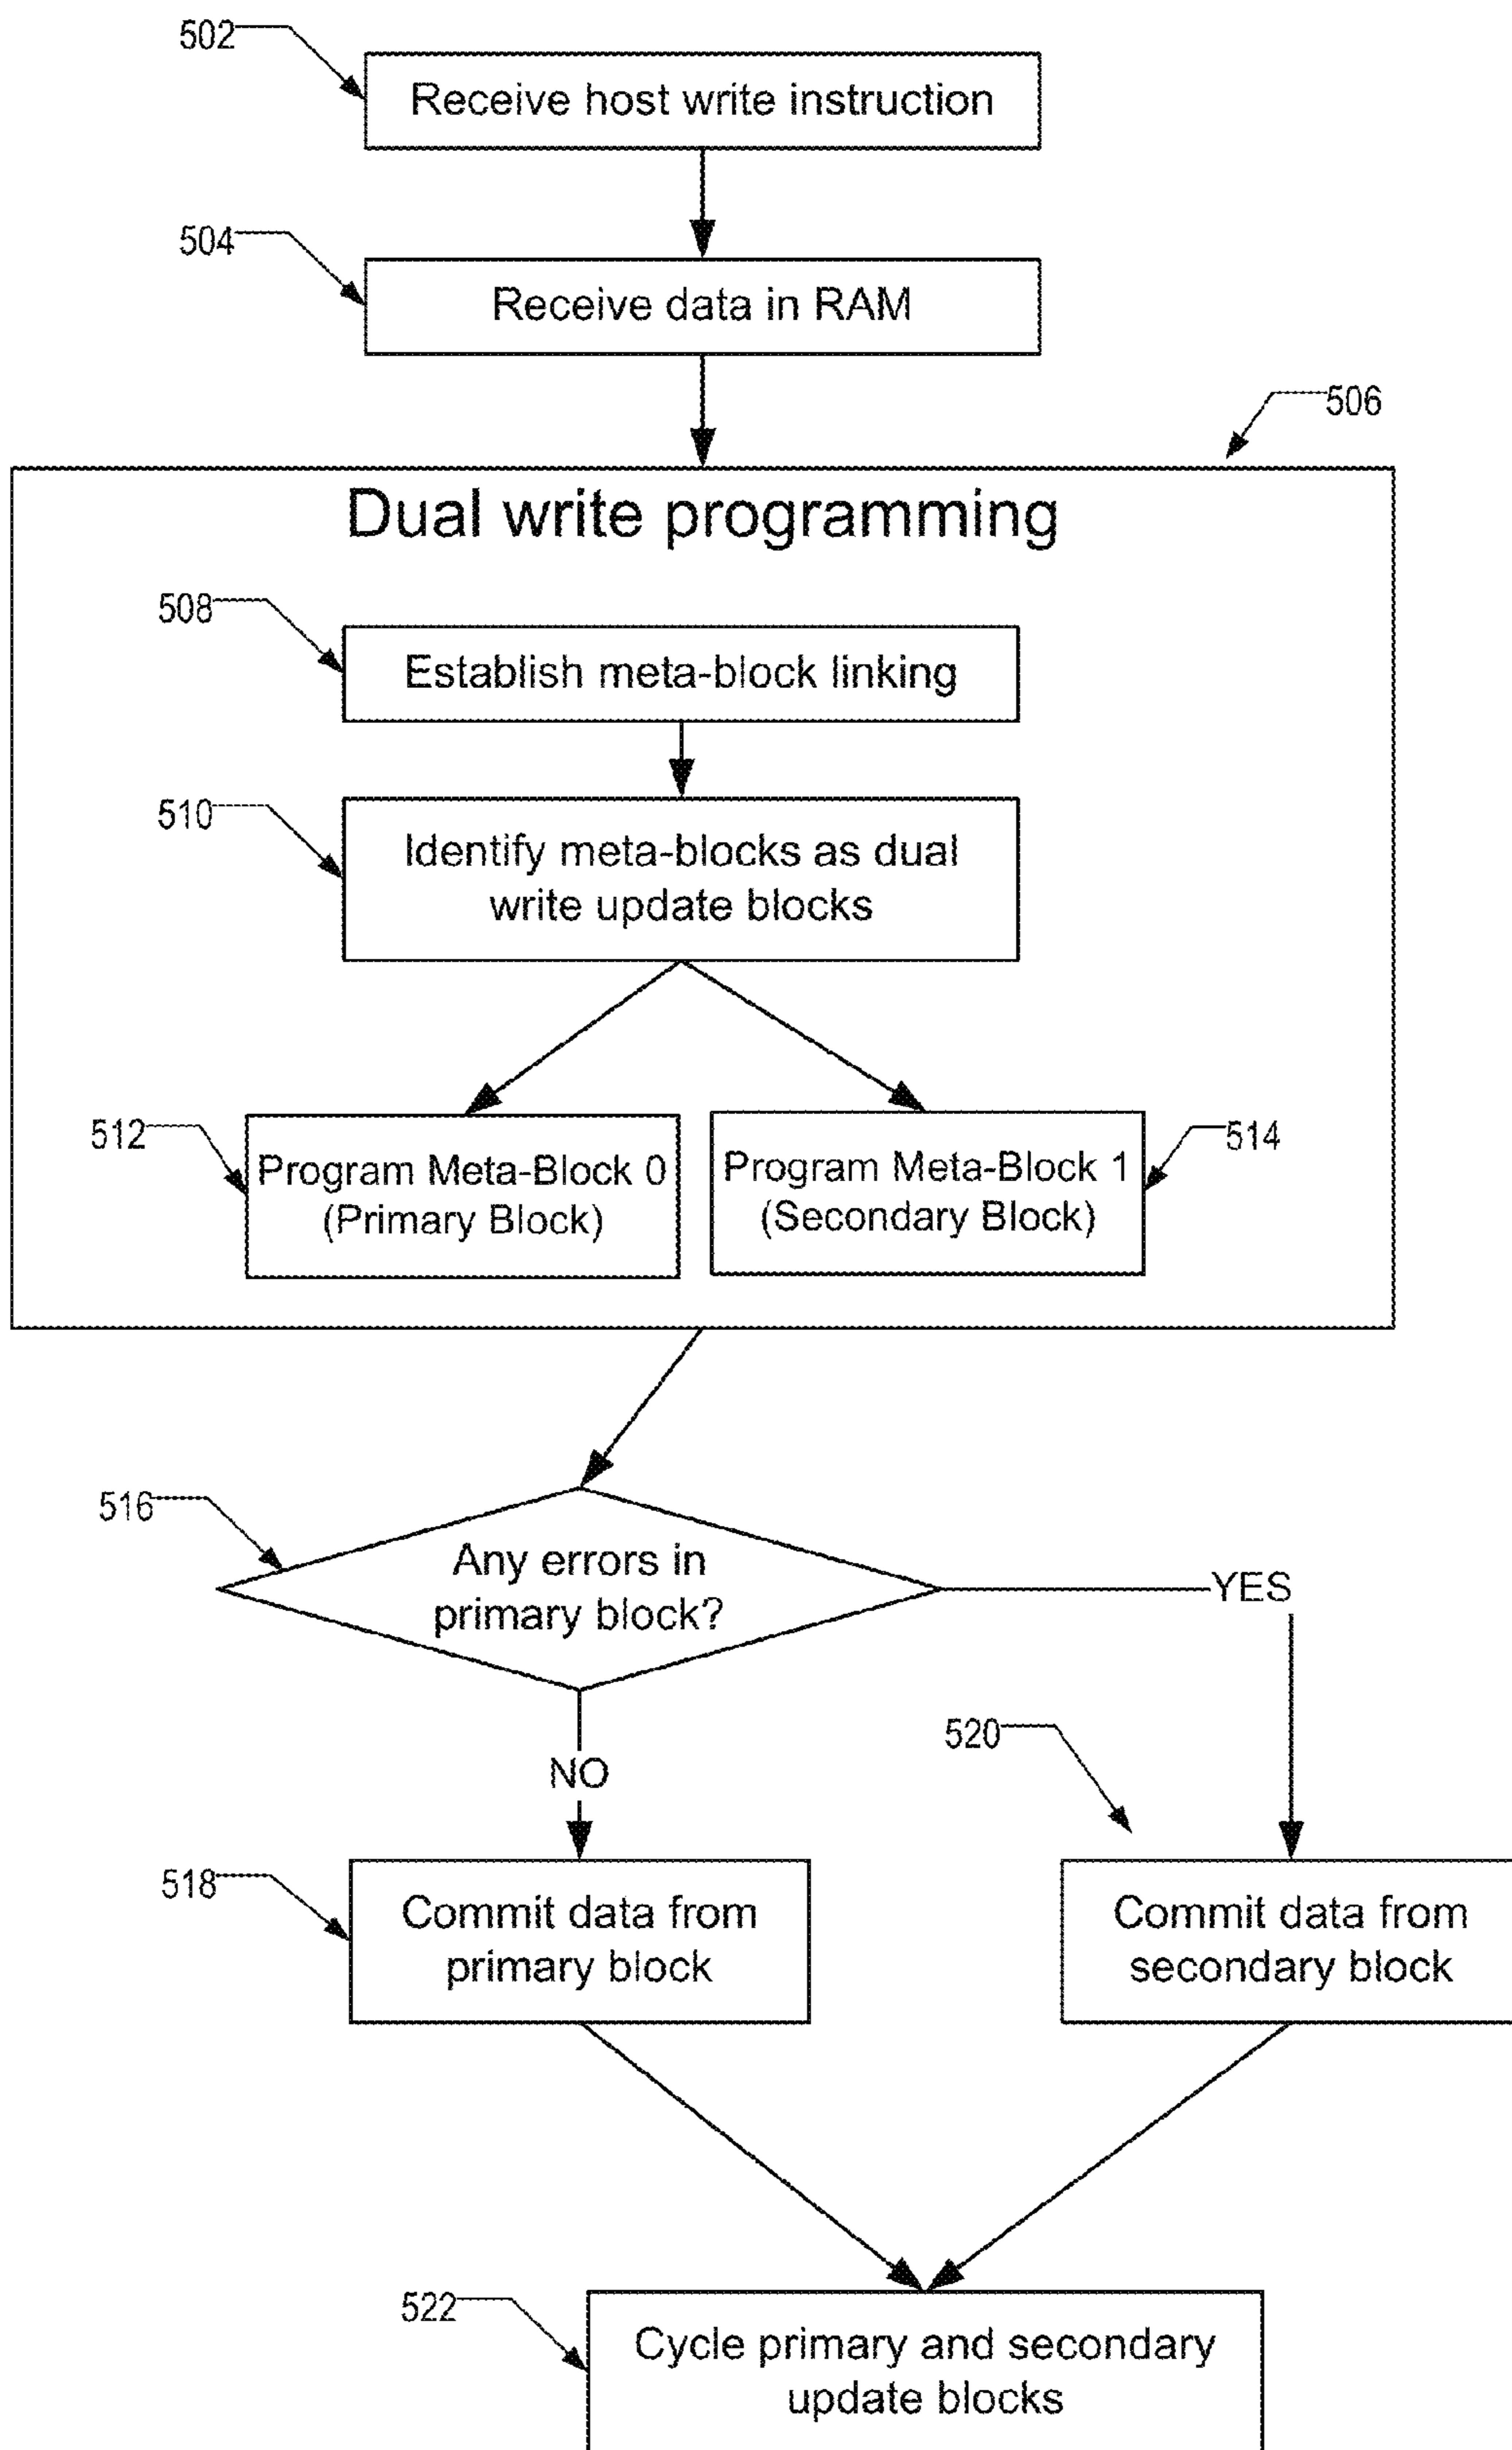 502
Receive host write instruction
504
Receive data in RAM
506
Dual write programming
508
Establish meta-block linking
510
Identify meta-blocks as dual
write update blocks
512
Program Meta-Block 0
(Primary Block)
Program Meta-Block 1
(Secondary Block)
514
516
Any errors in
primary block?
YES
NO
520
518
Commit data from
primary block
Commit data from
secondary block
522
Cycle primary and secondary
update blocks